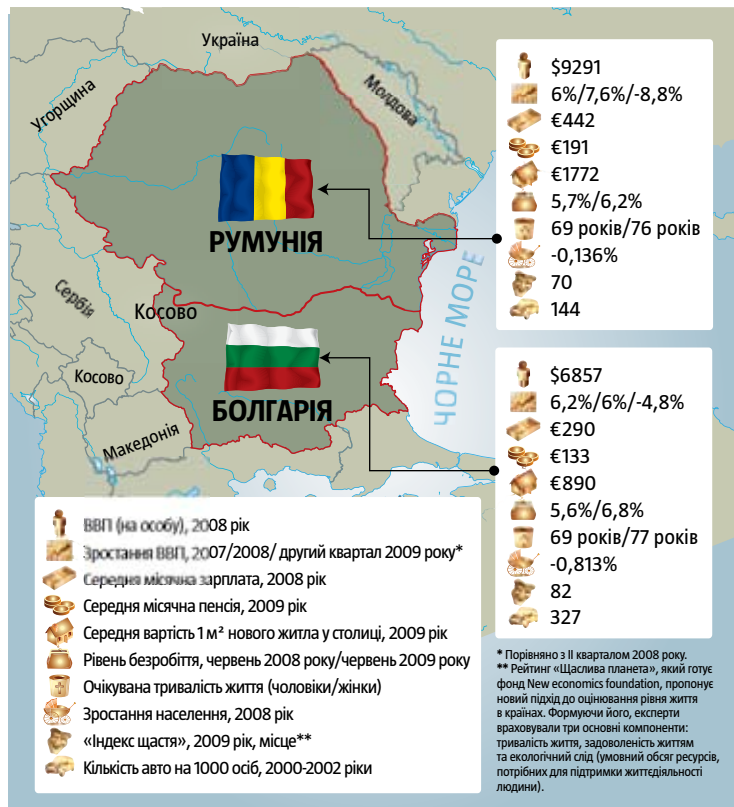 Україна
Молдова
Угорщина
РУМУНІЯ
Сербія
Косово
Косово
БОЛГАРІЯ
Македонія
ЧОРНЕ МОРЕ
$9291
6%/7,6%/-8,8%
€442
€191
€1772
5,7%/6,2%
69 років/76 років
-0,136%
70
144
$6857
6,2%/6%/-4,8%
€290
€133
€890
5,6%/6,8%
69 років/77 років
-0,813%
82
327
ВВП (на особу), 2008 рік
Зростання ВВП, 2007/2008/ другий квартал 2009 року*
Середня місячна зарплата, 2008 рік
Середня місячна пенсія, 2009 рік
Середня вартість 1 м² нового житла у столиці, 2009 рік
Рівень безробіття, червень 2008 року/червень 2009 року
Очікувана тривалість життя (чоловіки/жінки)
Зростання населення, 2008 рік
«Індекс щастя», 2009 рік, місце**
Кількість авто на 1000 осіб, 2000-2002 ріки
* Порівняно з II кварталом 2008 року.
** Рейтинг «Щаслива планета», який готує
фонд New economics foundation, пропонує
новий підхід до оцінювання рівня життя
в країнах. Формуючи його, експерти
враховували три основні компоненти:
тривалість життя, задоволеність життям
та екологічний слід (умовний обсяг ресурсів,
потрібних для підтримки життєдіяльності
людини).